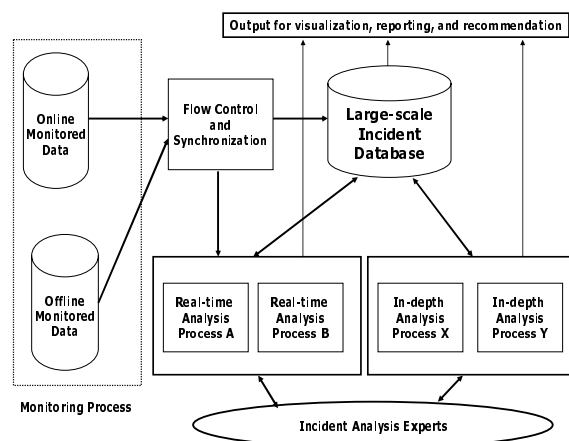 Output for visualization, reporting, and recommendation
Online
Monitored
Data
Flow Control
and
Synchronization
Large-scale
Incident
Database
Offline
Monitored
Data
Real-time
Analysis
Process A
Real-time
Analysis
Process B
In-depth
Analysis
Process X
In-depth
Analysis
Process Y
Monitoring Process
Incident Analysis Experts